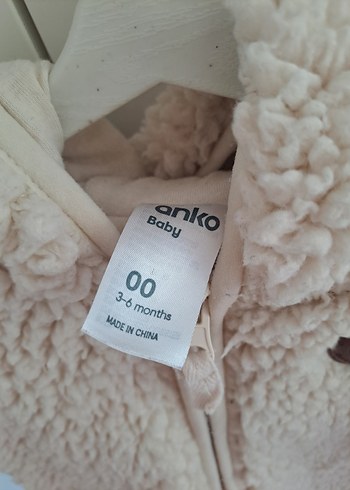 anko
Baby
00
3-6 months
MADE IN CHINA